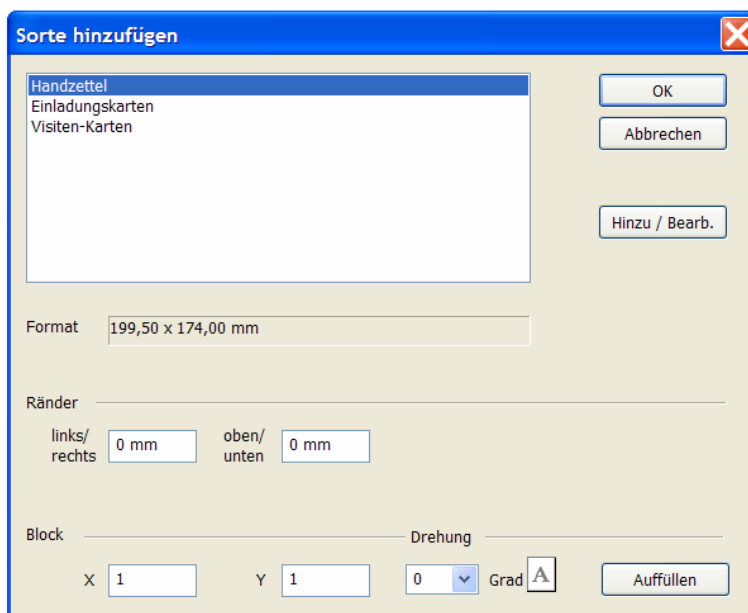 Sorte hinzufügen
Handzettel
Einladungskarten
Visiten-Karten
OK
Abbrechen
Hinzu / Bearb.
Format 199,50 x 174,00 mm
Ränder
links/ rechts 0 mm oben/ unten 0 mm
Block Drehung
X 1 Y 1 0 Grad A Auffüllen